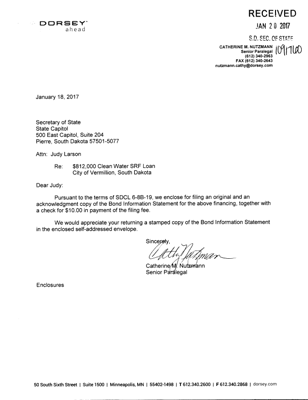 DORSEY
ahead
RECEIVED
JAN 20 2017
S.D. SEC. OF STATE
CATHERINE M. NUTZMANN
Senior Paralegal
(612) 340-2663
FAX (612) 340-2643
nutzmann.cathy@dorsey.com
January 18, 2017
Secretary of State
State Capitol
500 East Capitol, Suite 204
Pierre, South Dakota 57501-5077
Attn: Judy Larson
Re: $812,000 Clean Water SRF Loan
City of Vermillion, South Dakota
Dear Judy:
Pursuant to the terms of SDCL 6-8B-19, we enclose for filing an original and an
acknowledgment copy of the Bond Information Statement for the above financing, together with
a check for $10.00 in payment of the filing fee.
We would appreciate your returning a stamped copy of the Bond Information Statement
in the enclosed self-addressed envelope.
Sincerely,
Catherine M. Nutzmann
Senior Paralegal
Enclosures
50 South Sixth Street | Suite 1500 | Minneapolis, MN | 55402-1498 | T 612.340.2600 | F 612.340.2868 | dorsey.com